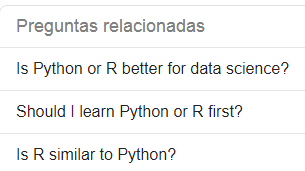 Preguntas relacionadas
Is Python or R better for data science?
Should I learn Python or R first?
Is R similar to Python?